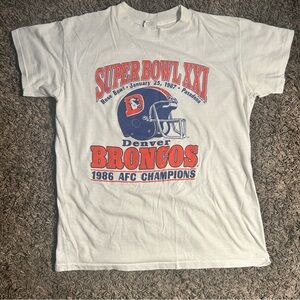 SUPER BOWL XXI
Rose Bowl • January 25, 1987 • Pasadena
Denver
BRONCOS
1986 AFC CHAMPIONS